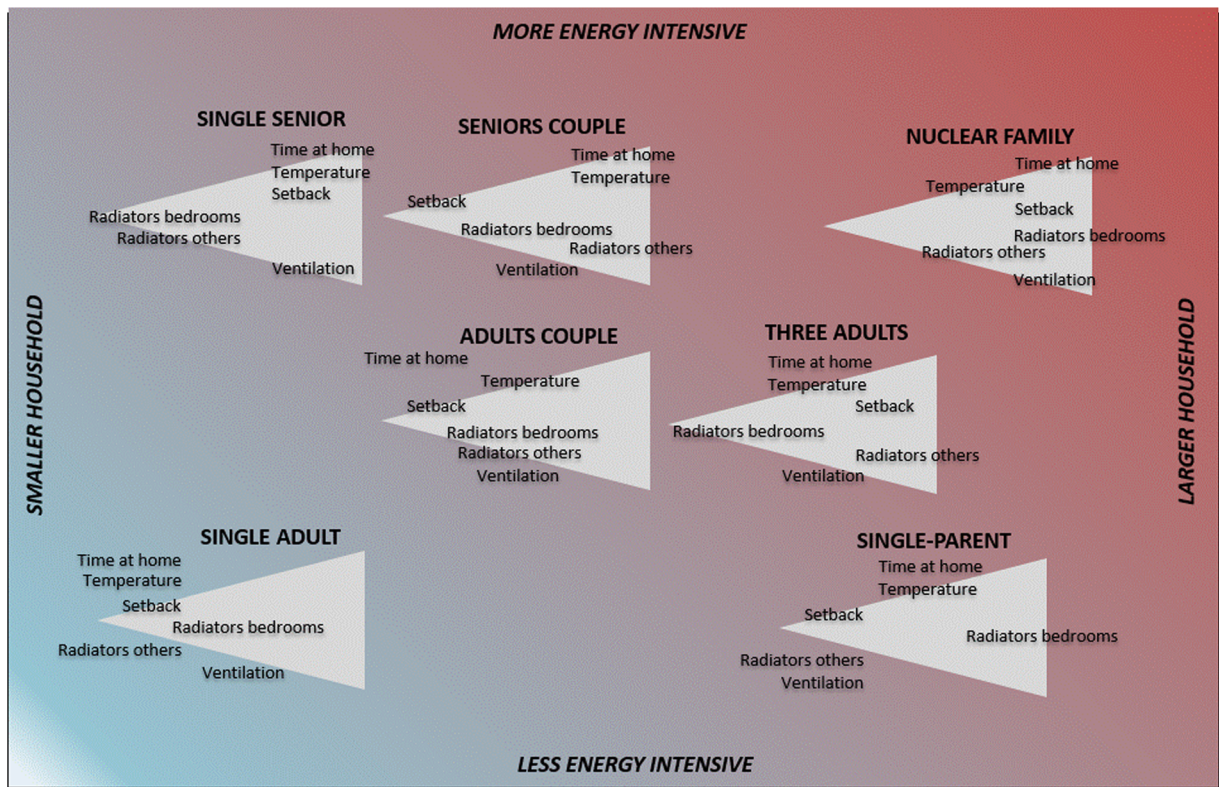 MORE ENERGY INTENSIVE
SINGLE SENIOR
Time at home
Temperature
Setback
Radiators bedrooms
Radiators others
Ventilation
SENIORS COUPLE
Time at home
Temperature
Setback
Radiators bedrooms
Radiators others
Ventilation
NUCLEAR FAMILY
Time at home
Temperature
Setback
Radiators bedrooms
Radiators others
Ventilation
SMALLER HOUSEHOLD
ADULTS COUPLE
Time at home
Temperature
Setback
Radiators bedrooms
Radiators others
Ventilation
THREE ADULTS
Time at home
Temperature
Setback
Radiators bedrooms
Radiators others
Ventilation
LARGER HOUSEHOLD
SINGLE ADULT
Time at home
Temperature
Setback
Radiators bedrooms
Radiators others
Ventilation
SINGLE-PARENT
Time at home
Temperature
Setback
Radiators bedrooms
Radiators others
Ventilation
LESS ENERGY INTENSIVE